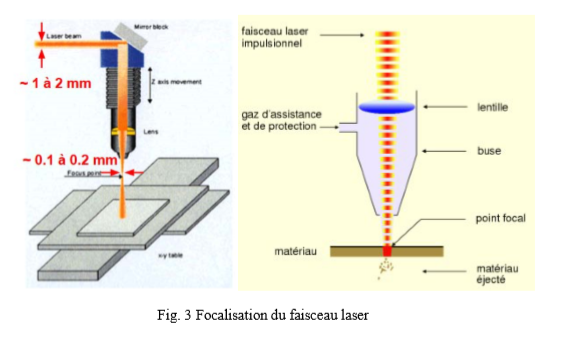 Mirror block
Laser beam
~ 1 à 2 mm
Z axis movement
Lens
~ 0.1 à 0.2 mm
Focus point
x-y table
faisceau laser
impulsionnel
gaz d'assistance
et de protection
lentille
buse
point focal
matériau
matériau
éjecté
Fig. 3 Focalisation du faisceau laser